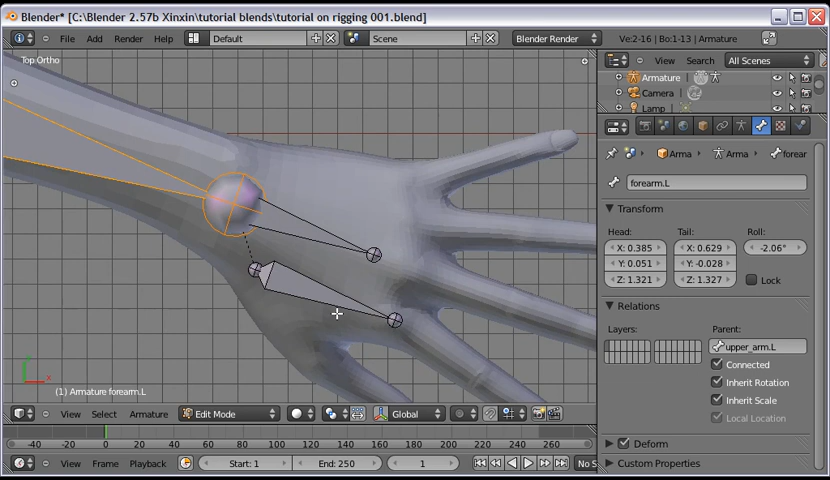 Blender* [C:\Blender 2.57b Xinxin\tutorial blends\tutorial on rigging 001.blend]
File Add Render Help Default Scene Blender Render Ve:2-16 | Bo:1-13 | Armature
Top Ortho
View Search All Scenes
Armature
Camera
Lamp
Arma Arma forear
forearm.L
Transform
Head: Tail: Roll:
X: 0.385 X: 0.629 -2.06°
Y: 0.051 Y: -0.028
Z: 1.321 Z: 1.327 Lock
Relations
Layers: Parent:
upper_arm.L
Connected
Inherit Rotation
Inherit Scale
Local Location
Deform
Custom Properties
(1) Armature forearm.L
View Select Armature Edit Mode Global
-40 -20 0 20 40 60 80 100 120 140 160 180 200 220 240 260
View Frame Playback Start: 1 End: 250 1 No S